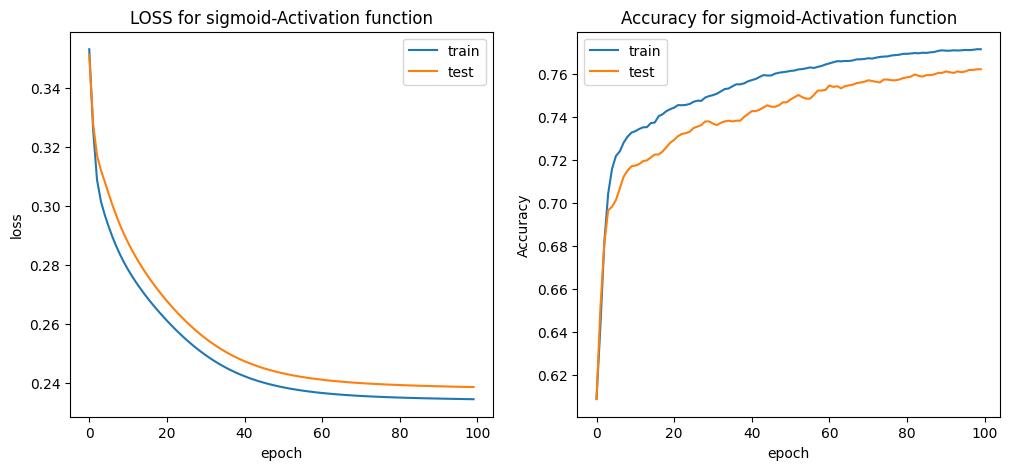 LOSS for sigmoid-Activation function
train
test
0.34
0.32
0.30
0.28
0.26
0.24
loss
0
20
40
60
80
100
epoch
Accuracy for sigmoid-Activation function
train
test
0.76
0.74
0.72
0.70
0.68
0.66
0.64
0.62
Accuracy
0
20
40
60
80
100
epoch